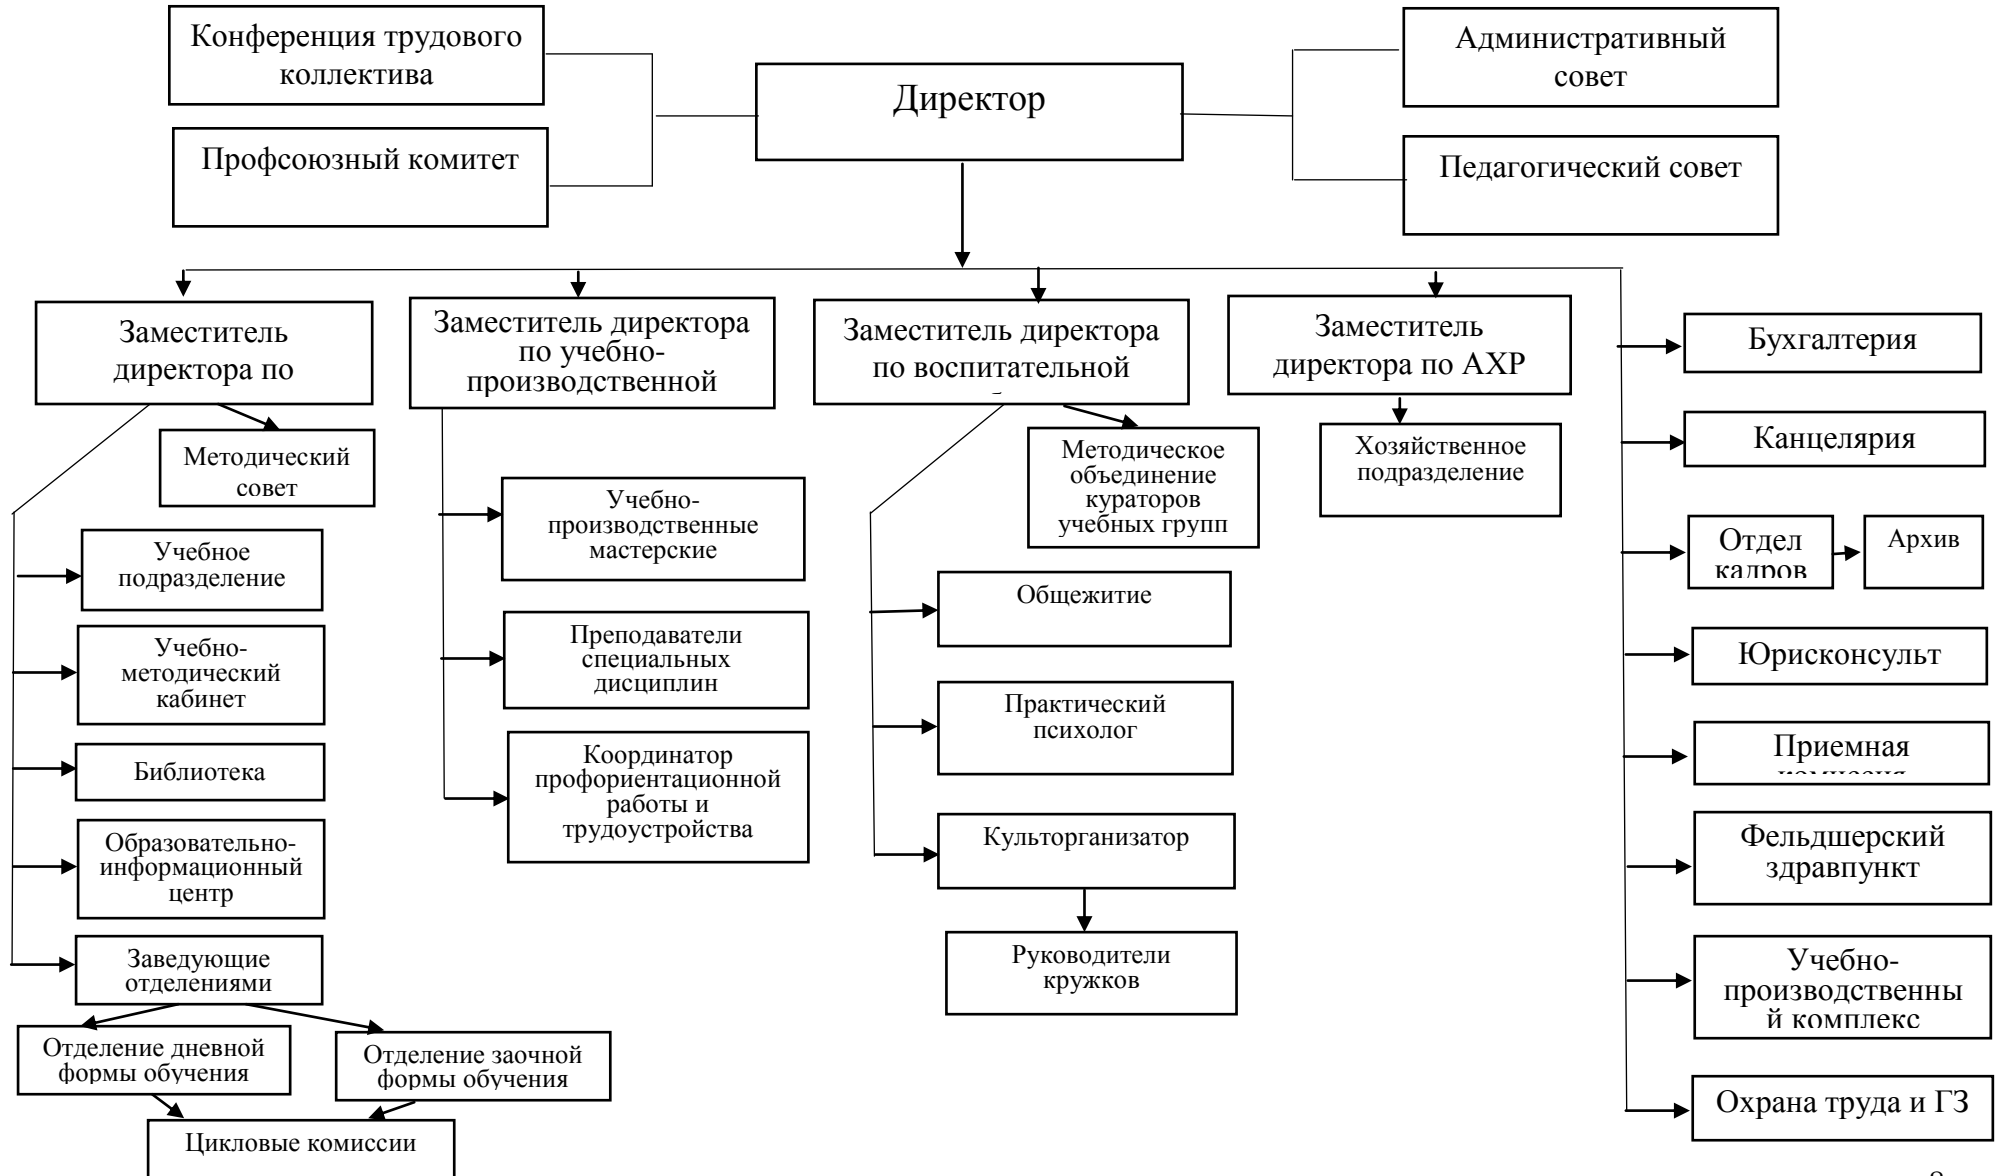 Конференция трудового
коллектива
Административный
совет
Директор
Профсоюзный комитет
Педагогический совет
Заместитель
директора по
Заместитель директора
по учебно-
производственной
Заместитель директора
по воспитательной
Заместитель
директора по АХР
Методический
совет
Учебное
подразделение
Учебно-
методический
кабинет
Библиотека
Образовательно-
информационный
центр
Заведующие
отделениями
Отделение дневной
формы обучения
Отделение заочной
формы обучения
Цикловые комиссии
Учебно-
производственные
мастерские
Преподаватели
специальных
дисциплин
Координатор
профориентационной
работы и
трудоустройства
Методическое
объединение
кураторов
учебных групп
Общежитие
Практический
психолог
Культорганизатор
Руководители
кружков
Хозяйственное
подразделение
Бухгалтерия
Канцелярия
Отдел
кадров
Архив
Юрисконсульт
Приемная
Фельдшерский
здравпункт
Учебно-
производственны
й комплекс
Охрана труда и ГЗ